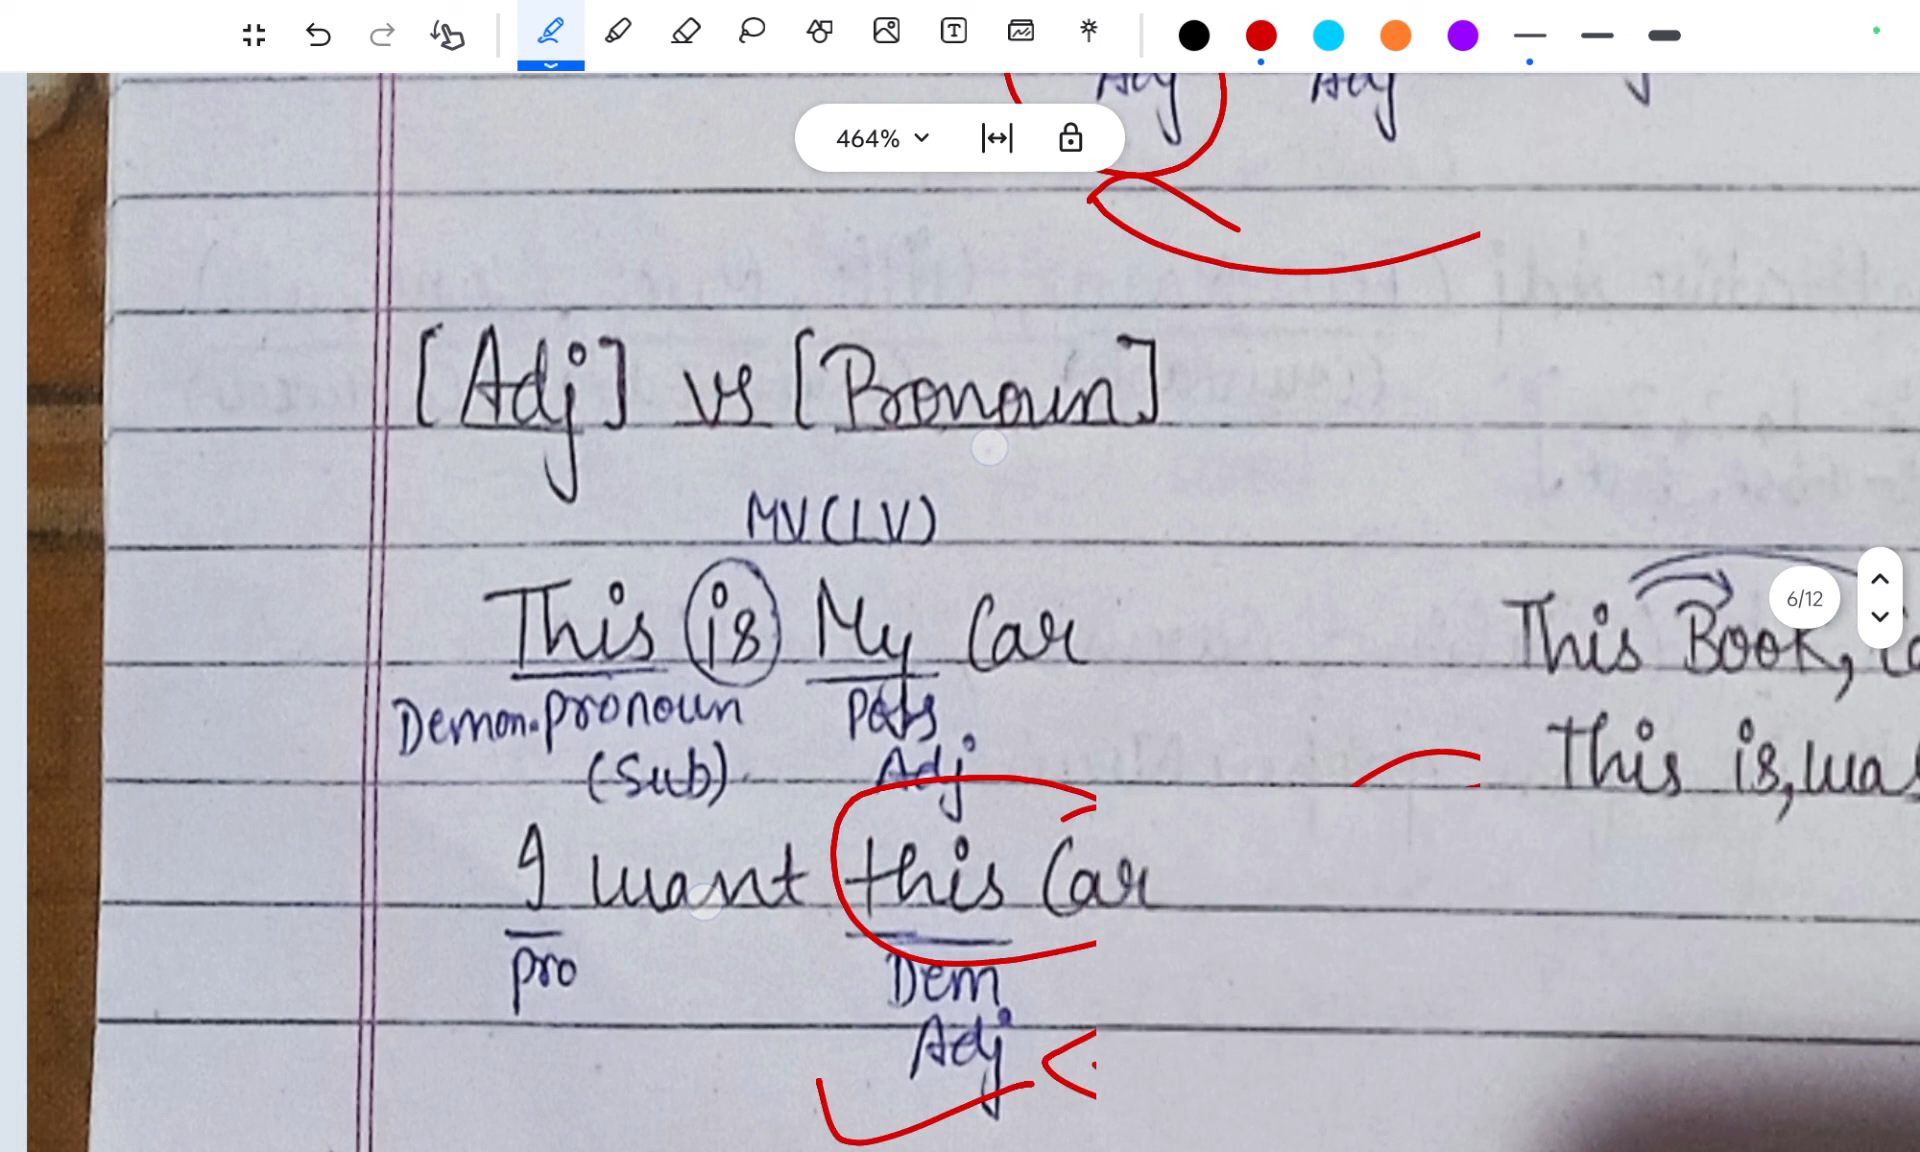 464%
Adj Adj
[Adj] vs [Pronoun]
MV(LV)
This is My Car
Demon. pronoun Poss
(Sub) Adj
I want this Car
pro Dem
Adj
6/12
This Book,
This is, was